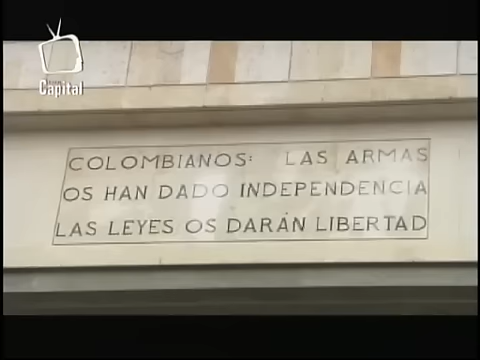 Capital
COLOMBIANOS: LAS ARMAS
OS HAN DADO INDEPENDENCIA
LAS LEYES OS DARÁN LIBERTAD